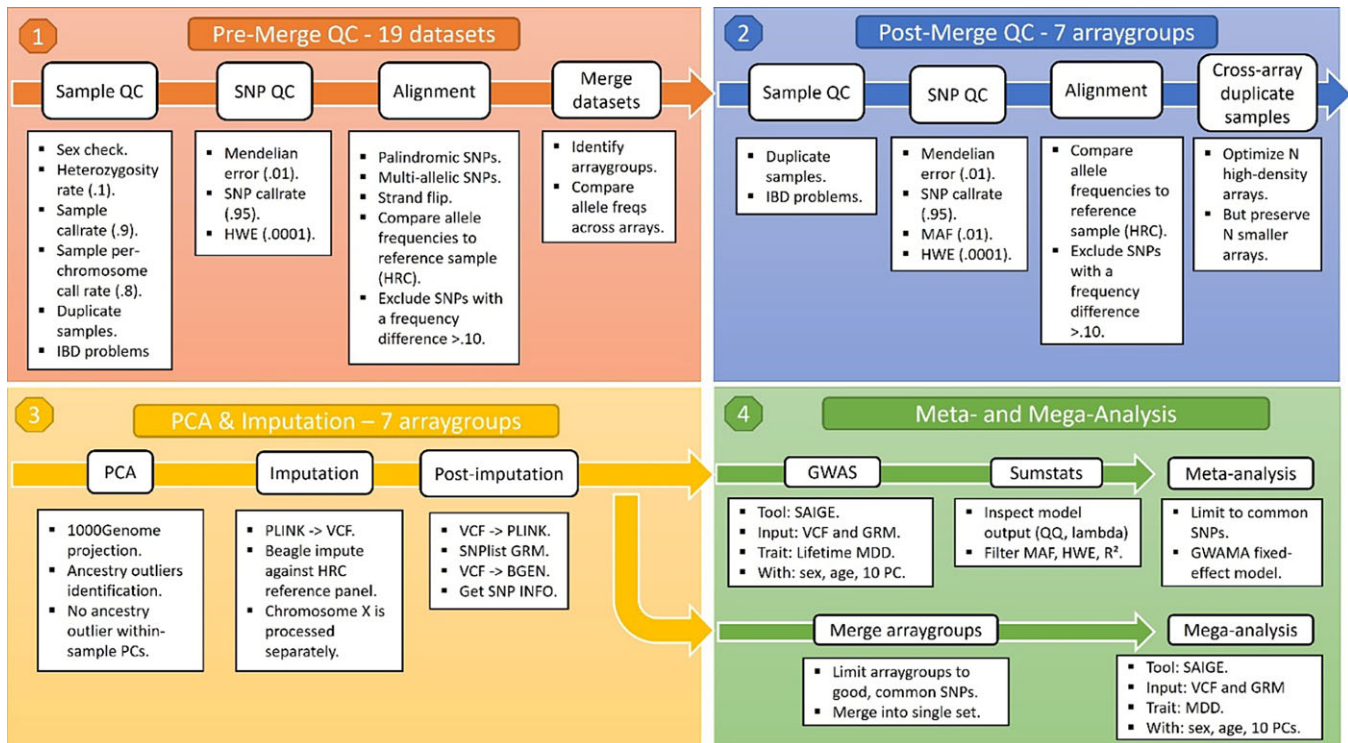 1
Pre-Merge QC - 19 datasets
Sample QC
SNP QC
Alignment
Merge
datasets
▪ Sex check.
▪ Heterozygosity
rate (.1).
▪ Sample
callrate (.9).
▪ Sample per-
chromosome
call rate (.8).
▪ Duplicate
samples.
▪ IBD problems
▪ Mendelian
error (.01).
▪ SNP callrate
(.95).
▪ HWE (.0001).
▪ Palindromic SNPs.
▪ Multi-allelic SNPs.
▪ Strand flip.
▪ Compare allele
frequencies to
reference sample
(HRC).
▪ Exclude SNPs with
a frequency
difference >.10.
▪ Identify
arraygroups.
▪ Compare
allele freqs
across arrays.
2
Post-Merge QC - 7 arraygroups
Sample QC
SNP QC
Alignment
Cross-array
duplicate
samples
▪ Duplicate
samples.
▪ IBD problems.
▪ Mendelian
error (.01).
▪ SNP callrate
(.95).
▪ MAF (.01).
▪ HWE (.0001).
▪ Compare
allele
frequencies to
reference
sample (HRC).
▪ Exclude SNPs
with a
frequency
difference
>.10.
▪ Optimize N
high-density
arrays.
▪ But preserve
N smaller
arrays.
3
PCA & Imputation – 7 arraygroups
PCA
Imputation
Post-imputation
▪ 1000Genome
projection.
▪ Ancestry outliers
identification.
▪ No ancestry
outlier within-
sample PCs.
▪ PLINK -> VCF.
▪ Beagle impute
against HRC
reference panel.
▪ Chromosome X is
processed
separately.
▪ VCF -> PLINK.
▪ SNPlist GRM.
▪ VCF -> BGEN.
▪ Get SNP INFO.
4
Meta- and Mega-Analysis
GWAS
Sumstats
Meta-analysis
▪ Tool: SAIGE.
▪ Input: VCF and GRM.
▪ Trait: Lifetime MDD.
▪ With: sex, age, 10 PC.
▪ Inspect model
output (QQ, lambda)
▪ Filter MAF, HWE, R².
▪ Limit to common
SNPs.
▪ GWAMA fixed-
effect model.
Merge arraygroups
Mega-analysis
▪ Limit arraygroups to
good, common SNPs.
▪ Merge into single set.
▪ Tool: SAIGE.
▪ Input: VCF and GRM
▪ Trait: MDD.
▪ With: sex, age, 10 PCs.